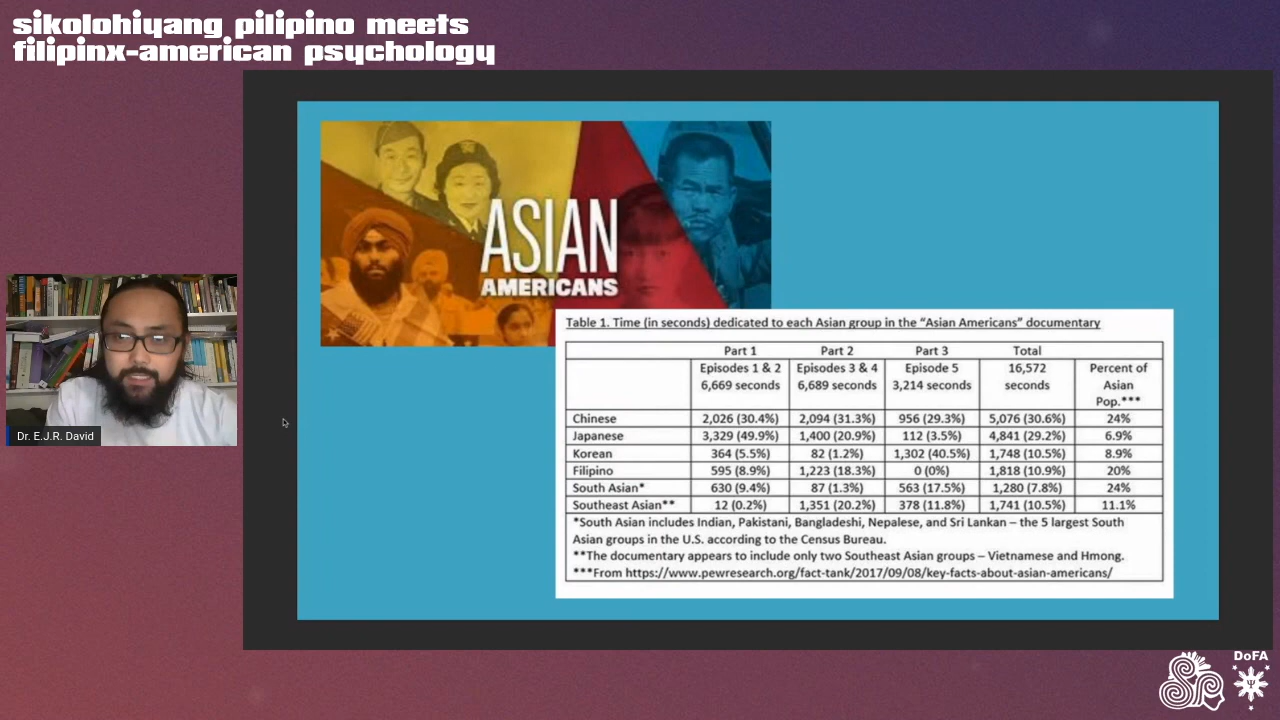 sikolohiyang pilipino meets
filipinx-american psychology
ASIAN
AMERICANS
Table 1. Time (in seconds) dedicated to each Asian group in the “Asian Americans” documentary
Part 1 Part 2 Part 3 Total
Episodes 1 & 2 Episodes 3 & 4 Episode 5 16,572 Percent of
6,669 seconds 6,689 seconds 3,214 seconds seconds Asian
Pop.***
Chinese 2,026 (30.4%) 2,094 (31.3%) 956 (29.3%) 5,076 (30.6%) 24%
Japanese 3,329 (49.9%) 1,400 (20.9%) 112 (3.5%) 4,841 (29.2%) 6.9%
Korean 364 (5.5%) 82 (1.2%) 1,302 (40.5%) 1,748 (10.5%) 8.9%
Filipino 595 (8.9%) 1,223 (18.3%) 0 (0%) 1,818 (10.9%) 20%
South Asian* 630 (9.4%) 87 (1.3%) 563 (17.5%) 1,280 (7.8%) 24%
Southeast Asian** 12 (0.2%) 1,351 (20.2%) 378 (11.8%) 1,741 (10.5%) 11.1%
*South Asian includes Indian, Pakistani, Bangladeshi, Nepalese, and Sri Lankan – the 5 largest South
Asian groups in the U.S. according to the Census Bureau.
**The documentary appears to include only two Southeast Asian groups – Vietnamese and Hmong.
***From https://www.pewresearch.org/fact-tank/2017/09/08/key-facts-about-asian-americans/
Dr. E.J.R. David
DoFA